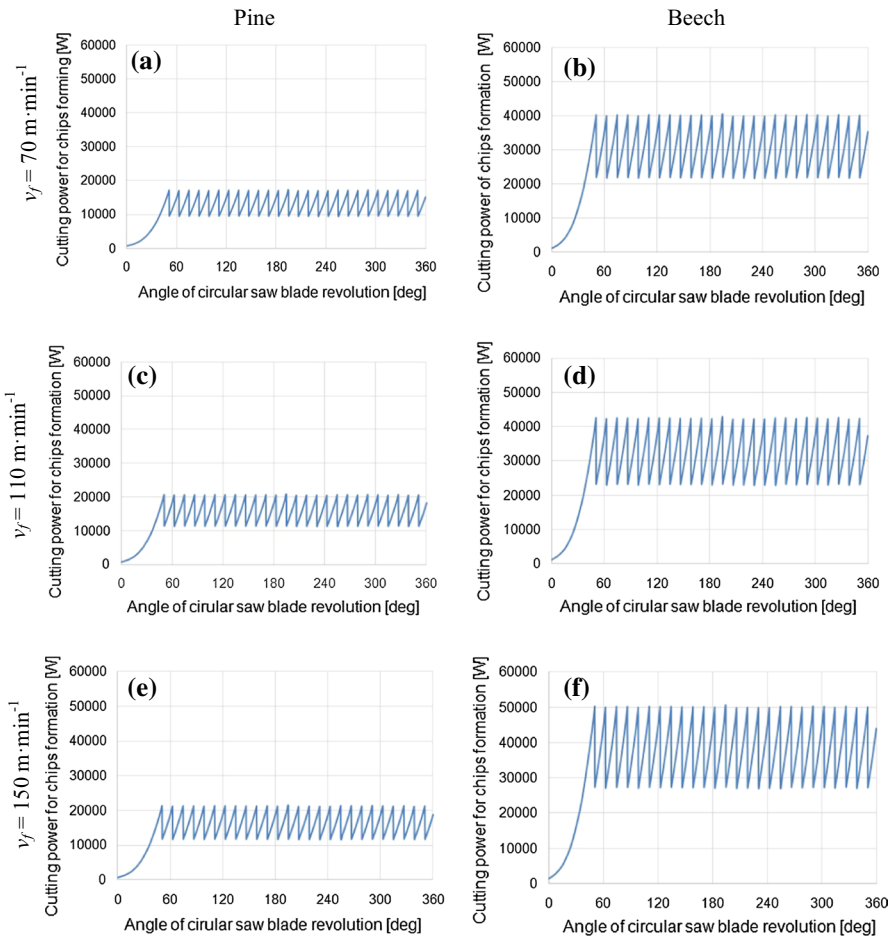 Pine
Beech
v_f = 70 m·min⁻¹
(a)
Cutting power for chips forming [W]
60000
50000
40000
30000
20000
10000
0
0 60 120 180 240 300 360
Angle of circular saw blade revolution [deg]
(b)
Cutting power of chips formation [W]
60000
50000
40000
30000
20000
10000
0
0 60 120 180 240 300 360
Angle of circular saw blade revolution [deg]
v_f = 110 m·min⁻¹
(c)
Cutting power for chips formation [W]
60000
50000
40000
30000
20000
10000
0
0 60 120 180 240 300 360
Angle of cirular saw blade revolution [deg]
(d)
Cutting power for chips formation [W]
60000
50000
40000
30000
20000
10000
0
0 60 120 180 240 300 360
Angle of circular saw blade revolution [deg]
v_f = 150 m·min⁻¹
(e)
Cutting power for chips formation [W]
60000
50000
40000
30000
20000
10000
0
0 60 120 180 240 300 360
Angle of circular saw blade revolution [deg]
(f)
Cutting power for chips formation [W]
60000
50000
40000
30000
20000
10000
0
0 60 120 180 240 300 360
Angle of circular saw blade revolution [deg]